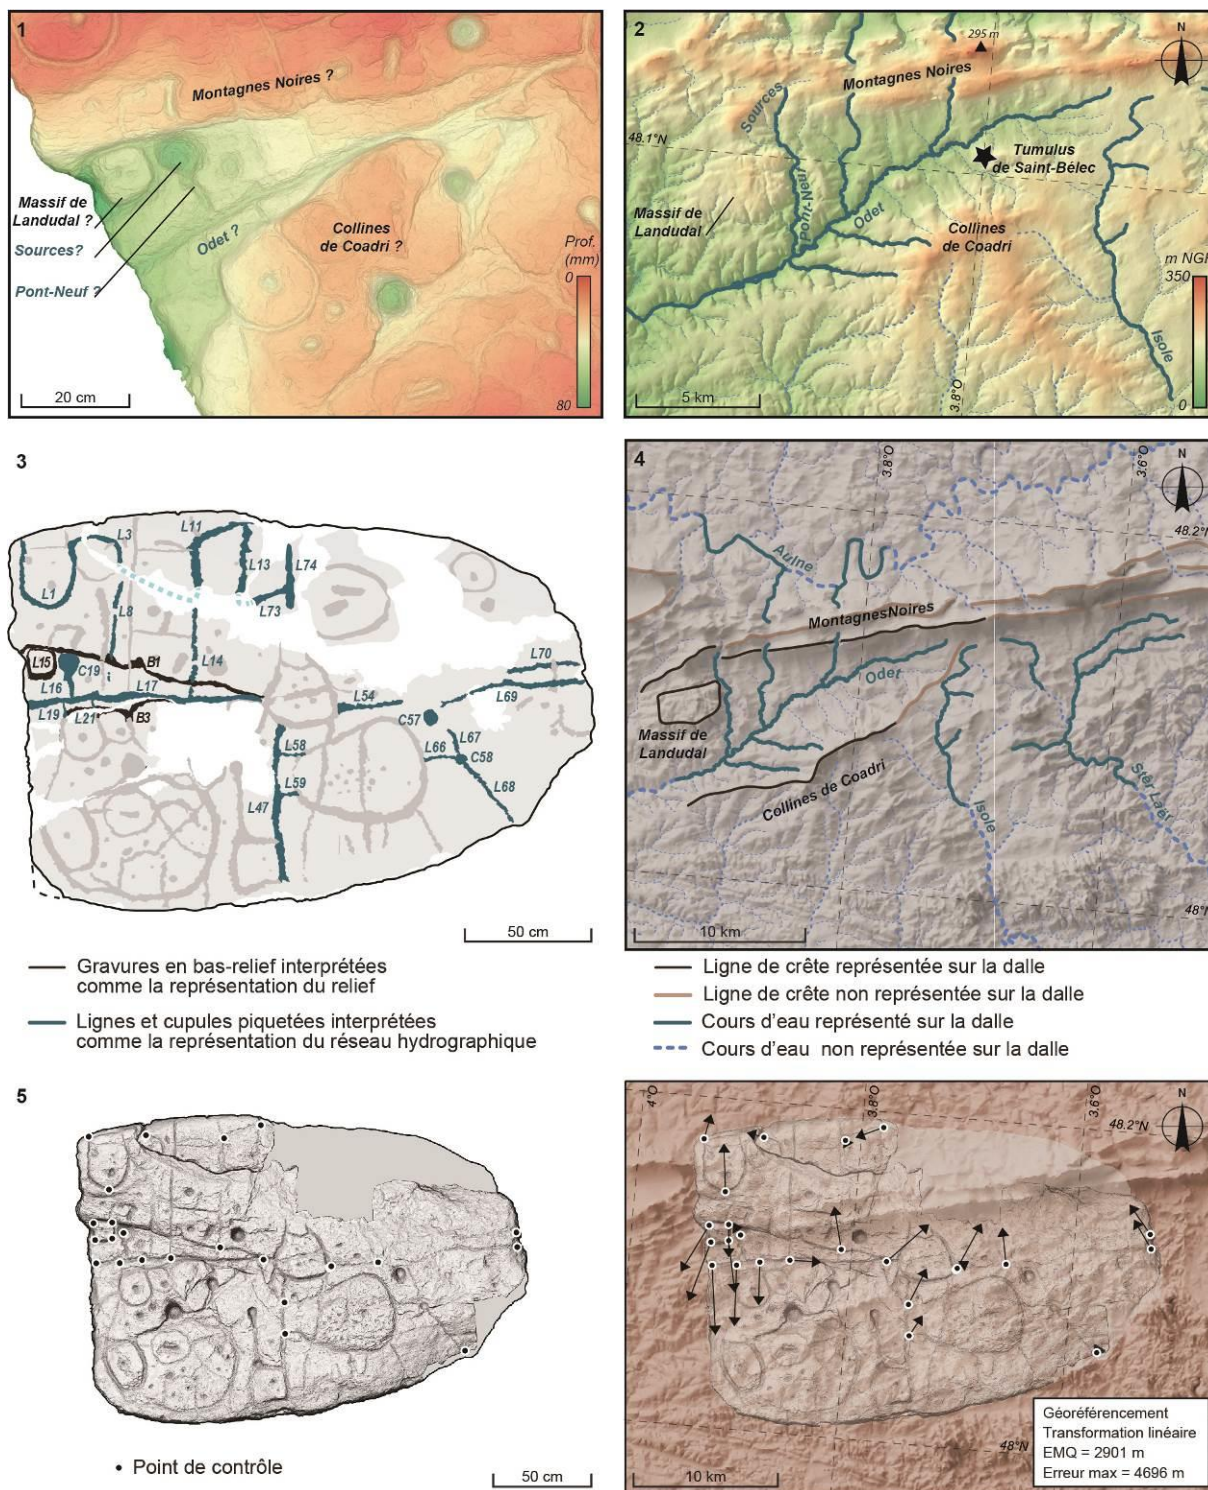 1
Montagnes Noires ?
Massif de
Landudal ?
Sources?
Pont-Neuf ?
Odet ?
Collines
de Coadri ?
Prof.
(mm)
0
80
20 cm
2
295 m
N
Montagnes Noires
Sources
48.1°N
Tumulus
de Saint-Bélec
Massif de
Landudal
Pont-Neuf
Odet
Collines
de Coadri
m NGF
350
0
Isole
3.8°O
5 km
3
L11
L3
L13
L74
L1
L8
L73
L15
C19
B1
L14
L70
L16
L17
L54
L69
L19
L21
B3
C57
L67
L58
L66
C58
L59
L68
L47
50 cm
Gravures en bas-relief interprétées
comme la représentation du relief
Lignes et cupules piquetées interprétées
comme la représentation du réseau hydrographique
4
3.8°O
3.6°O
N
48.2°N
Aulne
MontagnesNoires
Odet
Massif de
Landudal
Collines de Coadri
Isole
Stêr Laër
48°N
10 km
Ligne de crête représentée sur la dalle
Ligne de crête non représentée sur la dalle
Cours d'eau représenté sur la dalle
Cours d'eau non représentée sur la dalle
5
Point de contrôle
50 cm
4°O
3.8°O
3.6°O
N
48.2°N
48°N
10 km
Géoréférencement
Transformation linéaire
EMQ = 2901 m
Erreur max = 4696 m